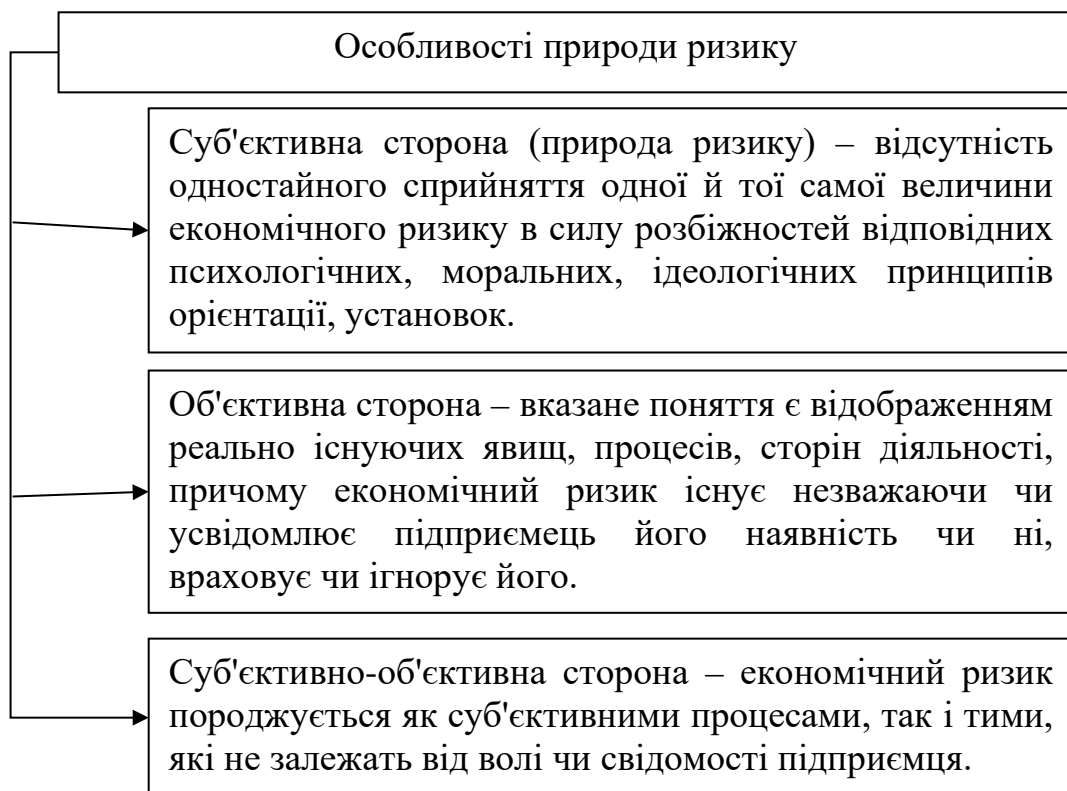 Особливості природи ризику
Суб'єктивна сторона (природа ризику) – відсутність
одностайного сприйняття одної й тої самої величини
економічного ризику в силу розбіжностей відповідних
психологічних, моральних, ідеологічних принципів
орієнтації, установок.
Об'єктивна сторона – вказане поняття є відображенням
реально існуючих явищ, процесів, сторін діяльності,
причому економічний ризик існує незважаючи чи
усвідомлює підприємець його наявність чи ні,
враховує чи ігнорує його.
Суб'єктивно-об'єктивна сторона – економічний ризик
породжується як суб'єктивними процесами, так і тими,
які не залежать від волі чи свідомості підприємця.